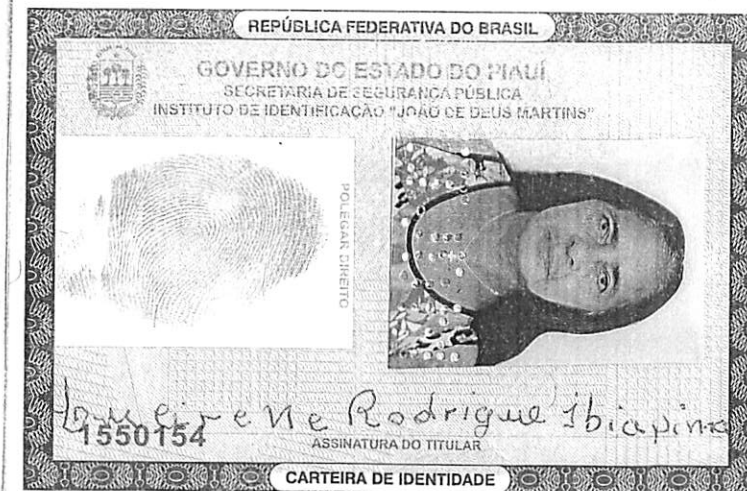 REPÚBLICA FEDERATIVA DO BRASIL
GOVERNO DO ESTADO DO PIAUÍ
SECRETARIA DE SEGURANÇA PÚBLICA
INSTITUTO DE IDENTIFICAÇÃO "JOÃO DE DEUS MARTINS"
POLEGAR DIREITO
Rodrigue Ibiapina
1550154
ASSINATURA DO TITULAR
CARTEIRA DE IDENTIDADE